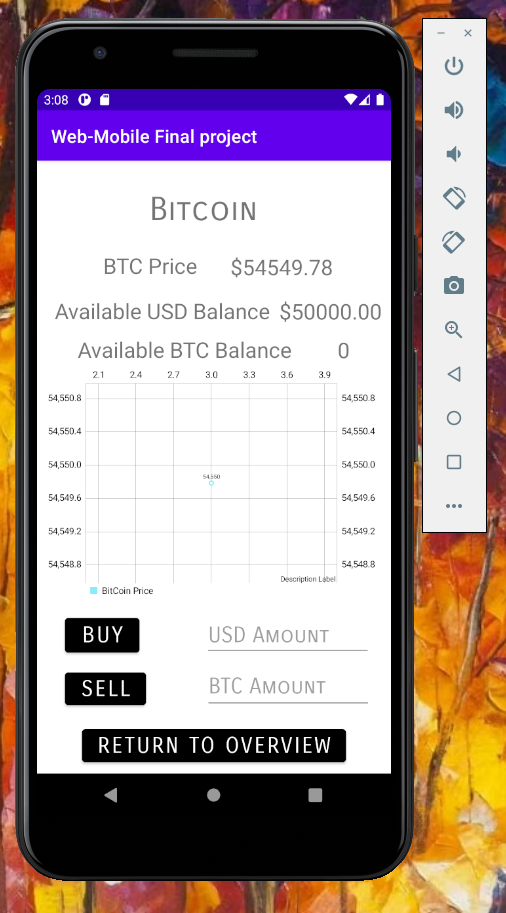 3:08
Web-Mobile Final project
Bitcoin
BTC Price $54549.78
Available USD Balance $50000.00
Available BTC Balance 0
2.1 2.4 2.7 3.0 3.3 3.6 3.9
54,550.8 54,550.8
54,550.4 54,550.4
54,550.0 54,550.0
54,550
54,549.6 54,549.6
54,549.2 54,549.2
54,548.8 54,548.8
Description Label
BitCoin Price
BUY USD Amount
SELL BTC Amount
RETURN TO OVERVIEW